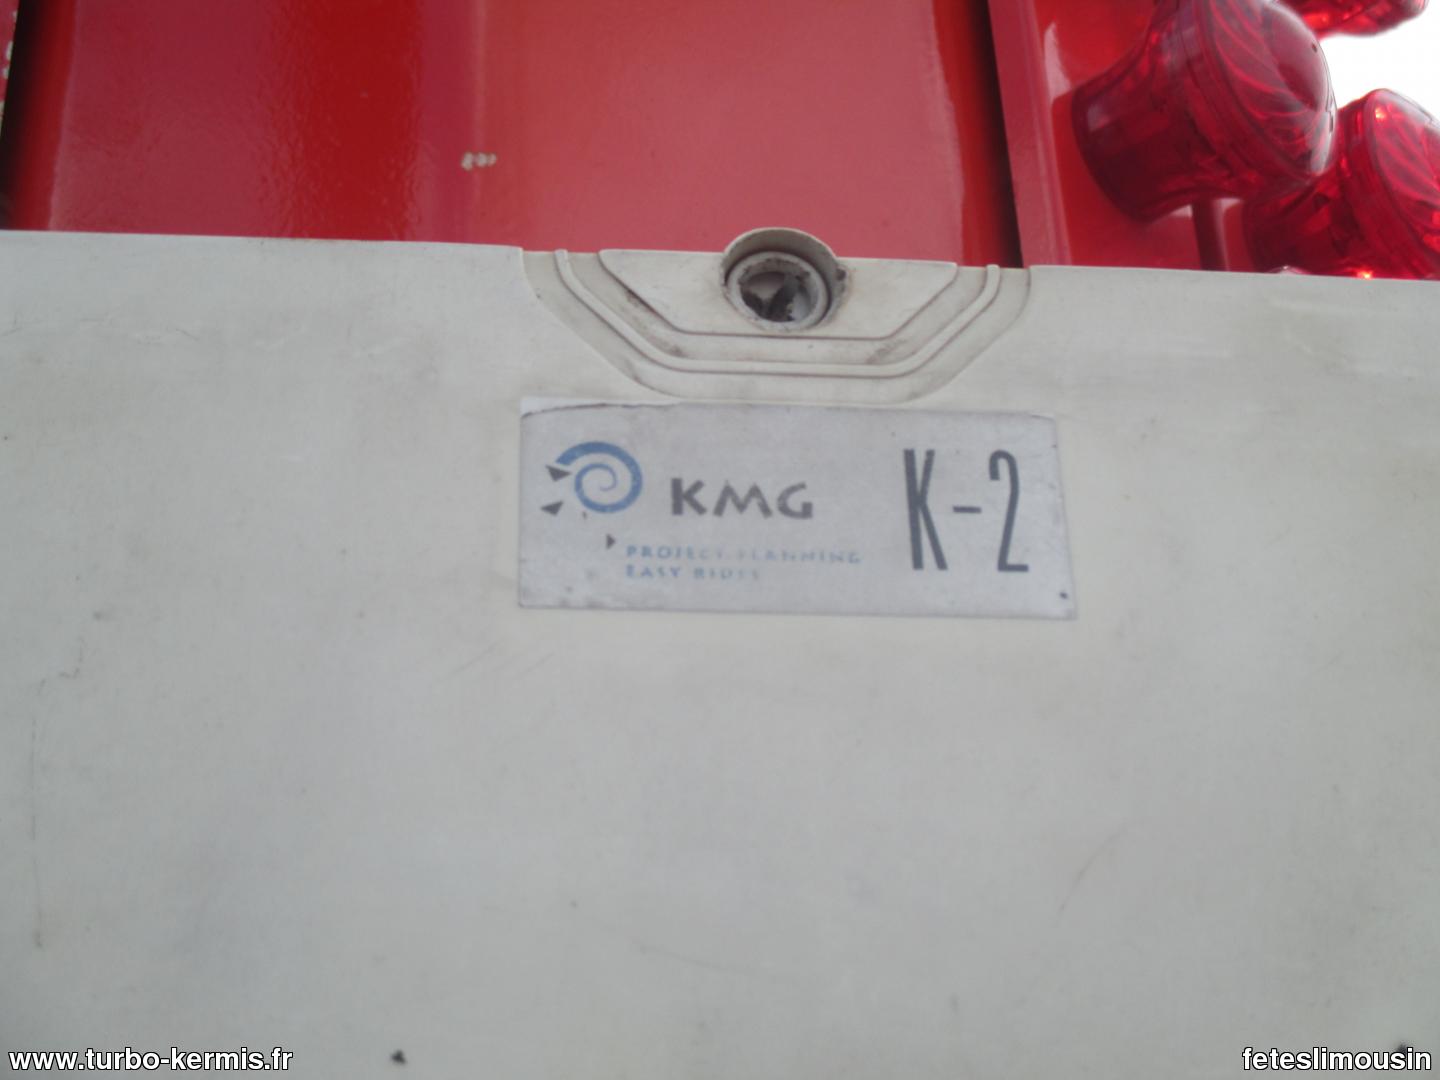 KMG K-2
PROJECT PLANNING
EASY RIDES
www.turbo-kermis.fr
feteslimousin